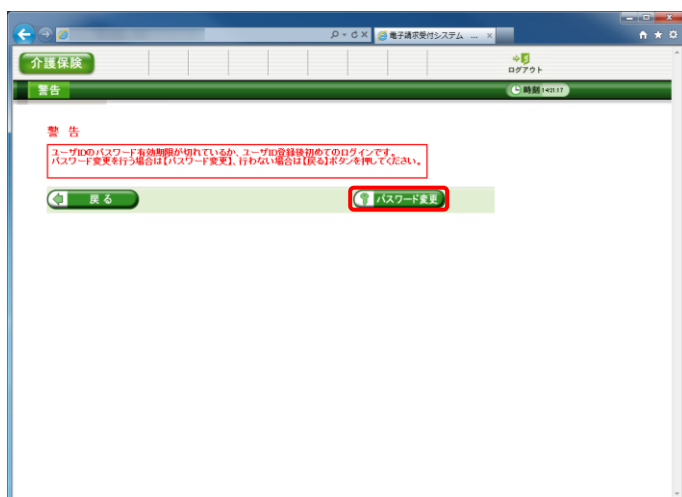 電子請求受付システム ...
介護保険
ログアウト
警告
時刻 14:21:17
警 告
ユーザIDのパスワード有効期限が切れているか、ユーザID登録後初めてのログインです。
パスワード変更を行う場合は【パスワード変更】、行わない場合は【戻る】ボタンを押してください。
戻る
パスワード変更